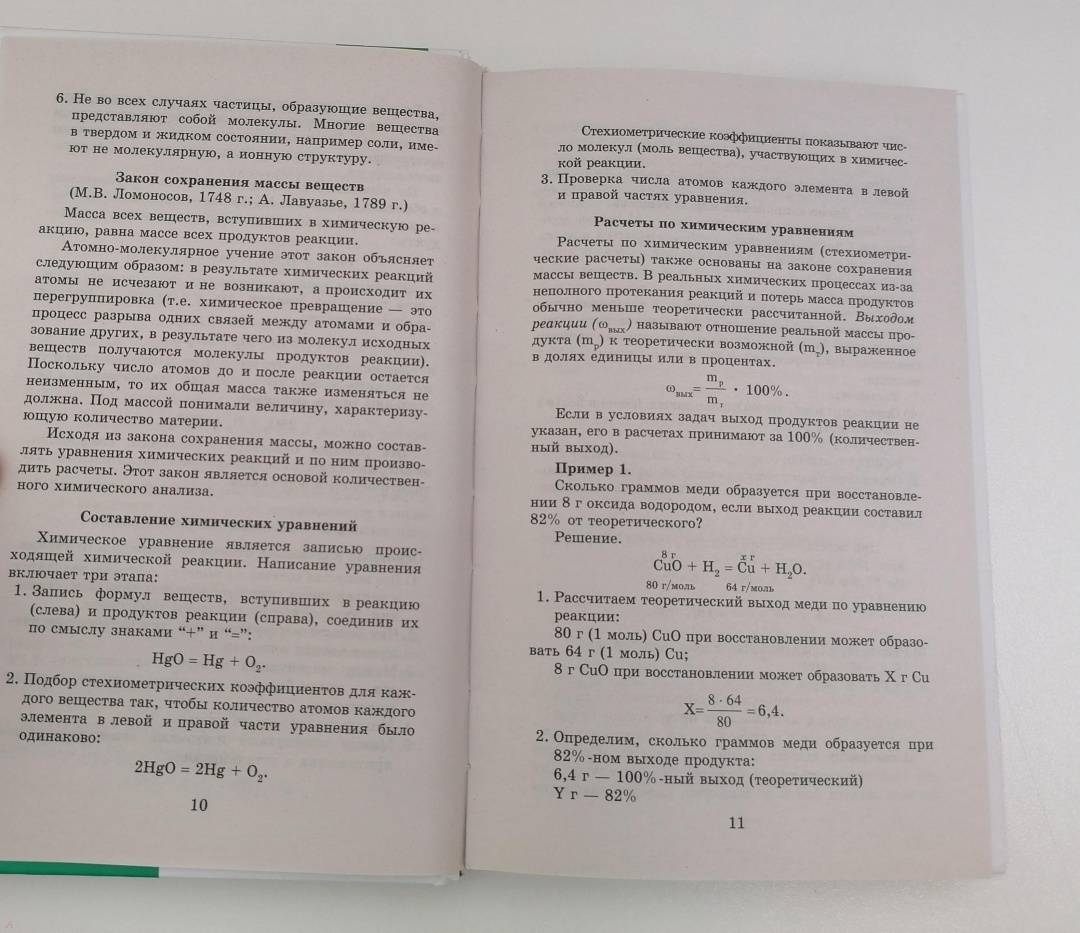 6. Не во всех случаях частицы, образующие вещества,
представляют собой молекулы. Многие вещества
в твердом и жидком состоянии, например соли, име-
ют не молекулярную, а ионную структуру.
Закон сохранения массы веществ
(М.В. Ломоносов, 1748 г.; А. Лавуазье, 1789 г.)
Масса всех веществ, вступивших в химическую ре-
акцию, равна массе всех продуктов реакции.
Атомно-молекулярное учение этот закон объясняет
следующим образом: в результате химических реакций
атомы не исчезают и не возникают, а происходит их
перегруппировка (т.е. химическое превращение — это
процесс разрыва одних связей между атомами и обра-
зование других, в результате чего из молекул исходных
веществ получаются молекулы продуктов реакции).
Поскольку число атомов до и после реакции остается
неизменным, то их общая масса также изменяться не
должна. Под массой понимали величину, характеризу-
ющую количество материи.
Исходя из закона сохранения массы, можно состав-
лять уравнения химических реакций и по ним произво-
дить расчеты. Этот закон является основой количествен-
ного химического анализа.
Составление химических уравнений
Химическое уравнение является записью проис-
ходящей химической реакции. Написание уравнения
включает три этапа:
1. Запись формул веществ, вступивших в реакцию
(слева) и продуктов реакции (справа), соединив их
по смыслу знаками “+” и “=”:
HgO = Hg + O₂.
2. Подбор стехиометрических коэффициентов для каж-
дого вещества так, чтобы количество атомов каждого
элемента в левой и правой части уравнения было
одинаково:
2HgO = 2Hg + O₂.
10
Стехиометрические коэффициенты показывают чис-
ло молекул (моль вещества), участвующих в химичес-
кой реакции.
3. Проверка числа атомов каждого элемента в левой
и правой частях уравнения.
Расчеты по химическим уравнениям
Расчеты по химическим уравнениям (стехиометри-
ческие расчеты) также основаны на законе сохранения
массы веществ. В реальных химических процессах из-за
неполного протекания реакций и потерь масса продуктов
обычно меньше теоретически рассчитанной. Выходом
реакции (ω вых) называют отношение реальной массы про-
дукта (m р) к теоретически возможной (m т), выраженное
в долях единицы или в процентах.
ω вых = m р / m т · 100%.
Если в условиях задач выход продуктов реакции не
указан, его в расчетах принимают за 100% (количествен-
ный выход).
Пример 1.
Сколько граммов меди образуется при восстановле-
нии 8 г оксида водородом, если выход реакции составил
82% от теоретического?
Решение.
8 г x г
CuO + H₂ = Cu + H₂O.
80 г/моль 64 г/моль
1. Рассчитаем теоретический выход меди по уравнению
реакции:
80 г (1 моль) CuO при восстановлении может образо-
вать 64 г (1 моль) Cu;
8 г CuO при восстановлении может образовать X г Cu
X= 8 · 64 / 80 = 6,4.
2. Определим, сколько граммов меди образуется при
82%-ном выходе продукта:
6,4 г — 100%-ный выход (теоретический)
Y г — 82%
11